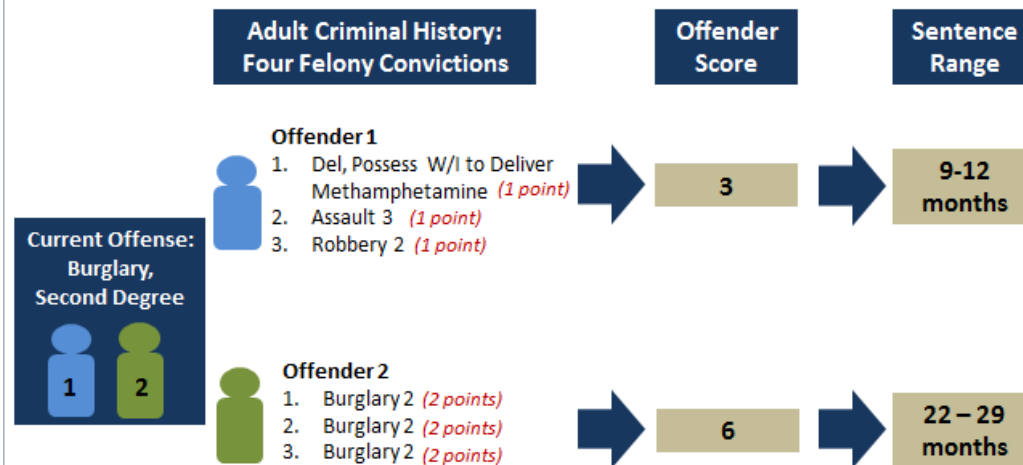 Adult Criminal History:
Four Felony Convictions
Offender
Score
Sentence
Range
Offender 1
1. Del, Possess W/I to Deliver
Methamphetamine (1 point)
2. Assault 3 (1 point)
3. Robbery 2 (1 point)
3
9-12
months
Current Offense:
Burglary,
Second Degree
1
2
Offender 2
1. Burglary 2 (2 points)
2. Burglary 2 (2 points)
3. Burglary 2 (2 points)
6
22 – 29
months